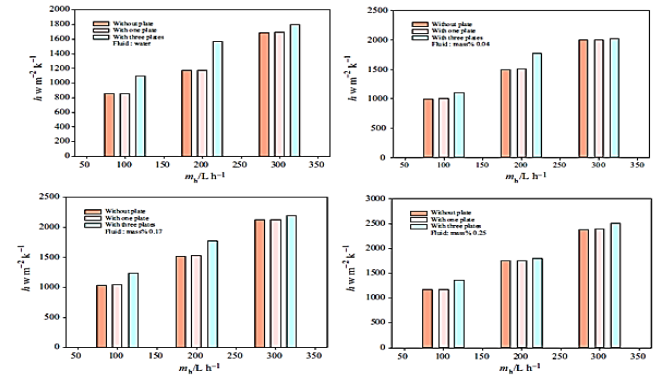 2000
1800
1600
1400
1200
1000
800
600
400
200
0
h w m⁻² k⁻¹
Without plate
With one plate
With three plates
Fluid : water
50 100 150 200 250 300 350
mₕ/L h⁻¹
2500
2000
1500
1000
500
0
h w m⁻² k⁻¹
Without plate
With one plate
With three plates
Fluid : mass% 0.04
50 100 150 200 250 300 350
mₕ/L h⁻¹
2500
2000
1500
1000
500
0
h w m⁻² k⁻¹
Without plate
With one plate
With three plates
Fluid : mass% 0.17
50 100 150 200 250 300 350
mₕ/L h⁻¹
3000
2500
2000
1500
1000
500
0
h w m⁻² k⁻¹
Without plate
With one plate
With three plates
Fluid: mass% 0.25
50 100 150 200 250 300 350
mₕ/L h⁻¹